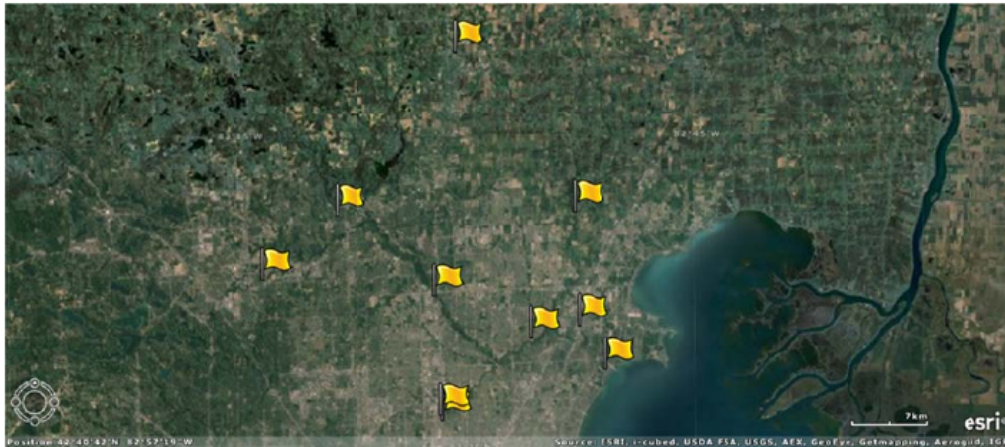 82°45'W
7km
esri
Position 42°40'42"N 82°57'19"W
Source: ESRI, i-cubed, USDA FSA, USGS, AEX, GeoEye, Getmapping, Aerogrid, I